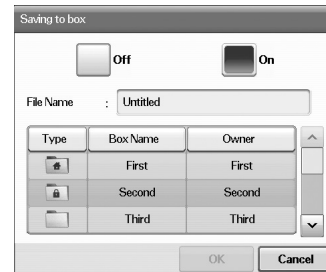 Saving to box
Off On
File Name : Untitled
Type Box Name Owner
First First
Second Second
Third Third
OK Cancel